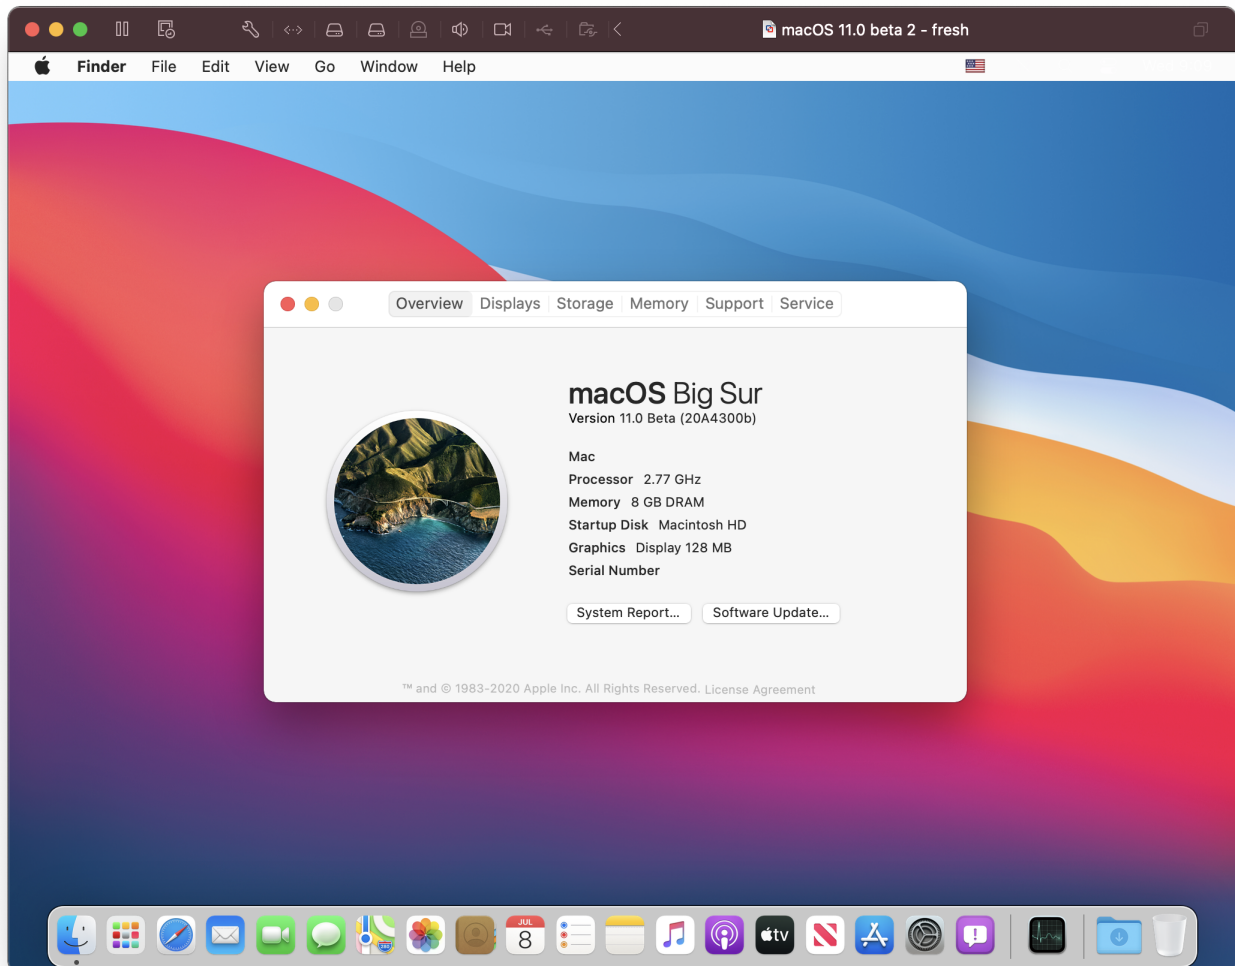 macOS 11.0 beta 2 - fresh
Finder File Edit View Go Window Help
Overview Displays Storage Memory Support Service
macOS Big Sur
Version 11.0 Beta (20A4300b)
Mac
Processor 2.77 GHz
Memory 8 GB DRAM
Startup Disk Macintosh HD
Graphics Display 128 MB
Serial Number
System Report... Software Update...
™ and © 1983-2020 Apple Inc. All Rights Reserved. License Agreement
JUL
8
tv